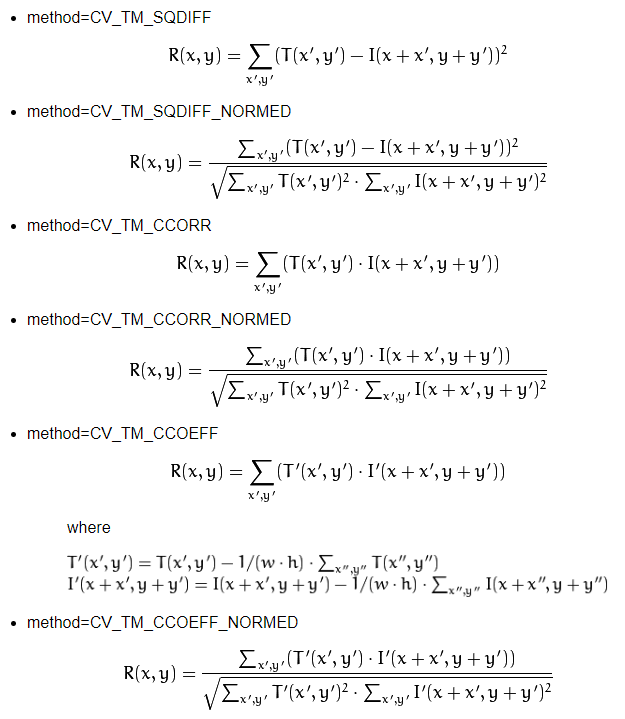 • method=CV_TM_SQDIFF
R(x, y) = ∑x′,y′ (T(x′, y′) − I(x + x′, y + y′))²
• method=CV_TM_SQDIFF_NORMED
R(x, y) = ∑x′,y′ (T(x′, y′) − I(x + x′, y + y′))² / √(∑x′,y′ T(x′, y′)² · ∑x′,y′ I(x + x′, y + y′)²)
• method=CV_TM_CCORR
R(x, y) = ∑x′,y′ (T(x′, y′) · I(x + x′, y + y′))
• method=CV_TM_CCORR_NORMED
R(x, y) = ∑x′,y′ (T(x′, y′) · I(x + x′, y + y′)) / √(∑x′,y′ T(x′, y′)² · ∑x′,y′ I(x + x′, y + y′)²)
• method=CV_TM_CCOEFF
R(x, y) = ∑x′,y′ (T′(x′, y′) · I′(x + x′, y + y′))
where
T′(x′, y′) = T(x′, y′) − 1/(w · h) · ∑x″,y″ T(x″, y″)
I′(x + x′, y + y′) = I(x + x′, y + y′) − 1/(w · h) · ∑x″,y″ I(x + x″, y + y″)
• method=CV_TM_CCOEFF_NORMED
R(x, y) = ∑x′,y′ (T′(x′, y′) · I′(x + x′, y + y′)) / √(∑x′,y′ T′(x′, y′)² · ∑x′,y′ I′(x + x′, y + y′)²)